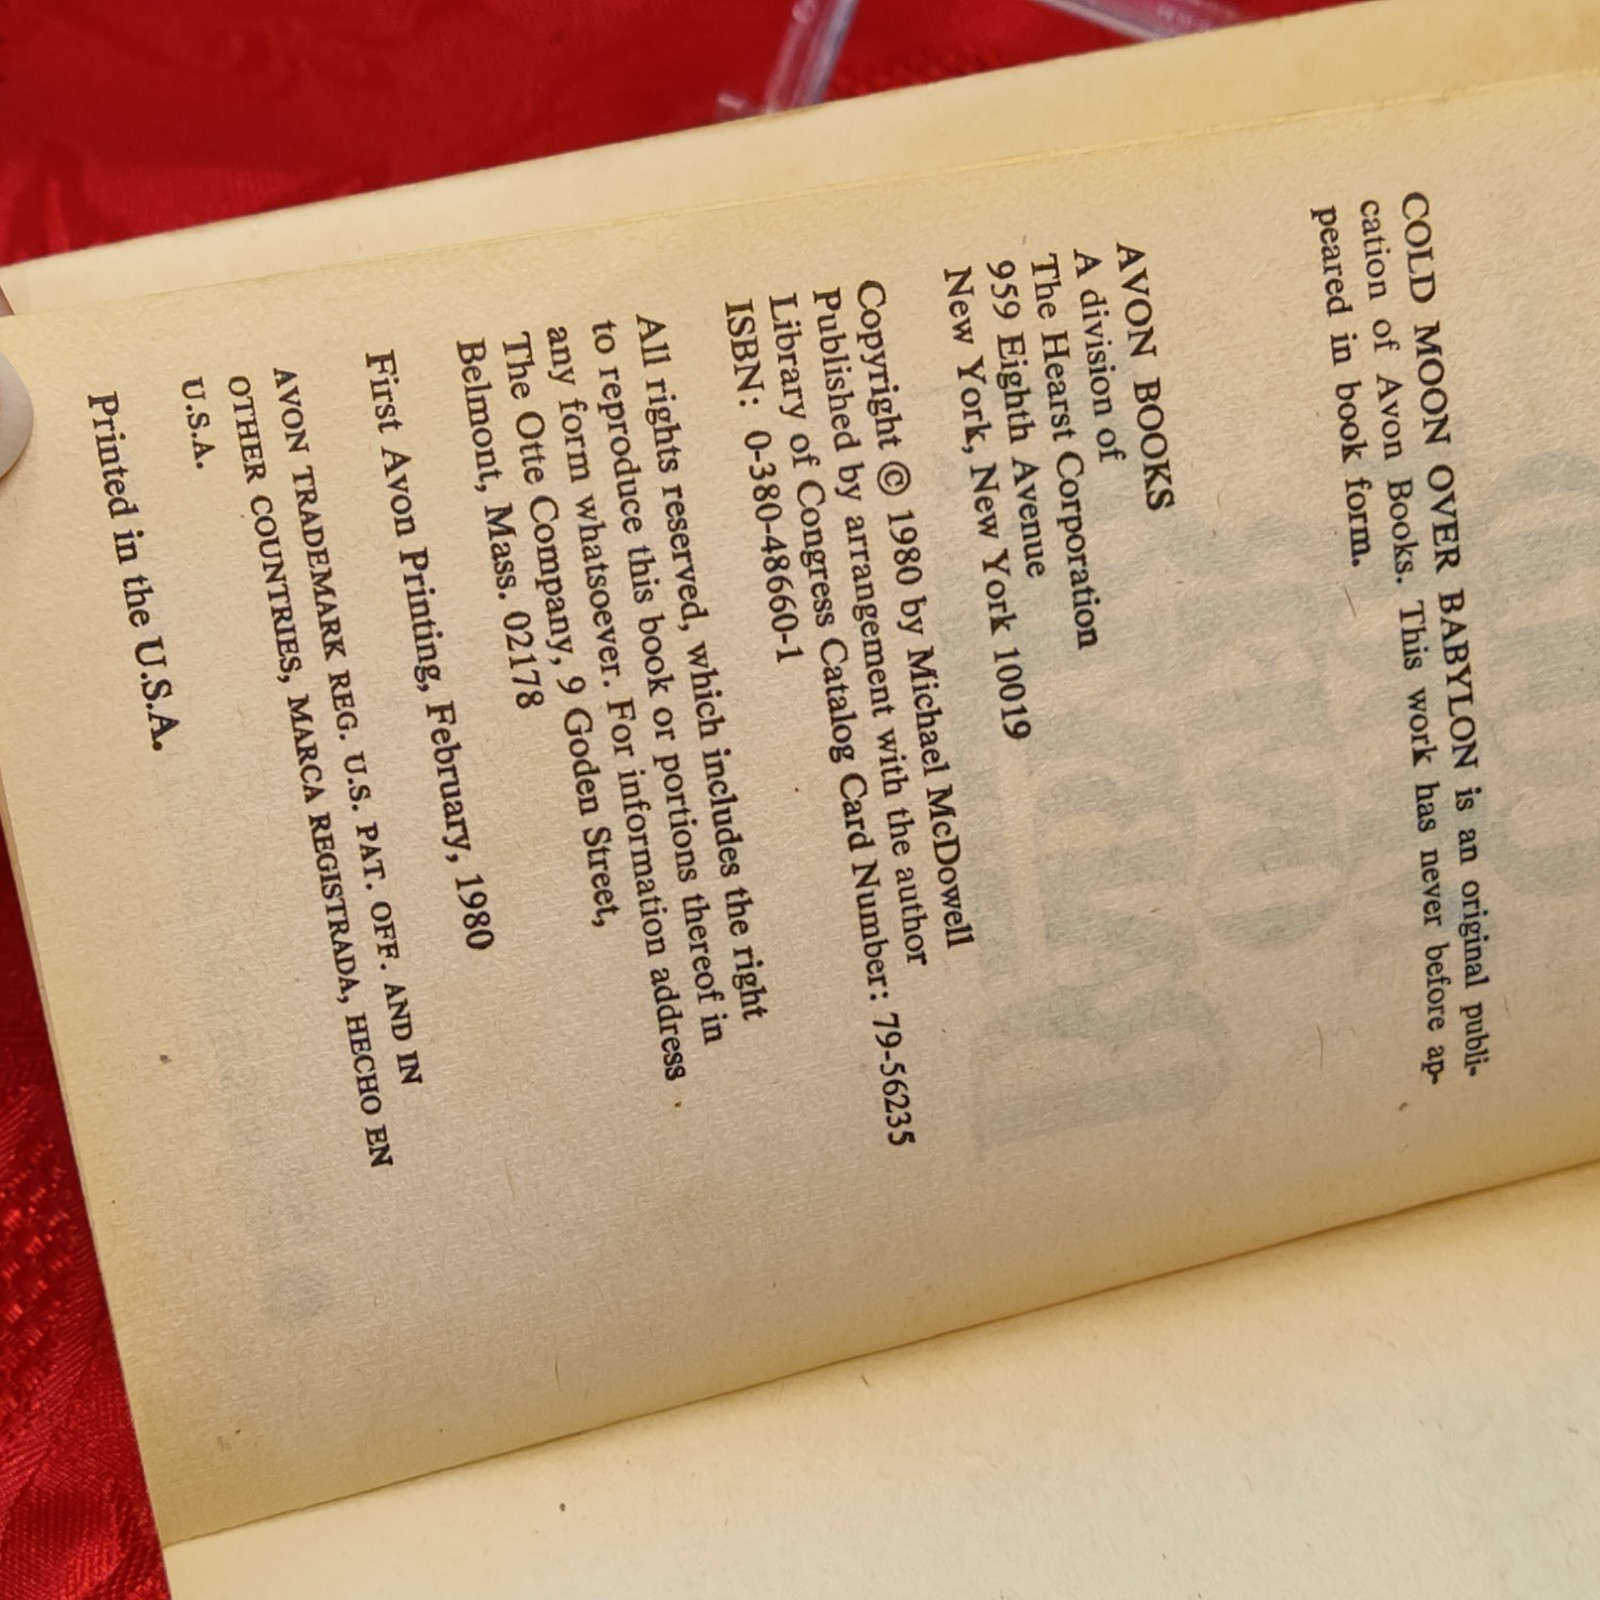 COLD MOON OVER BABYLON is an original publi-
cation of Avon Books. This work has never before ap-
peared in book form.
AVON BOOKS
A division of
The Hearst Corporation
959 Eighth Avenue
New York, New York 10019
Copyright © 1980 by Michael McDowell
Published by arrangement with the author
Library of Congress Catalog Card Number: 79-56235
ISBN: 0-380-48660-1
All rights reserved, which includes the right
to reproduce this book or portions thereof in
any form whatsoever. For information address
The Otte Company, 9 Goden Street,
Belmont, Mass. 02178
First Avon Printing, February, 1980
AVON TRADEMARK REG. U.S. PAT. OFF. AND IN
OTHER COUNTRIES, MARCA REGISTRADA, HECHO EN
U.S.A.
Printed in the U.S.A.